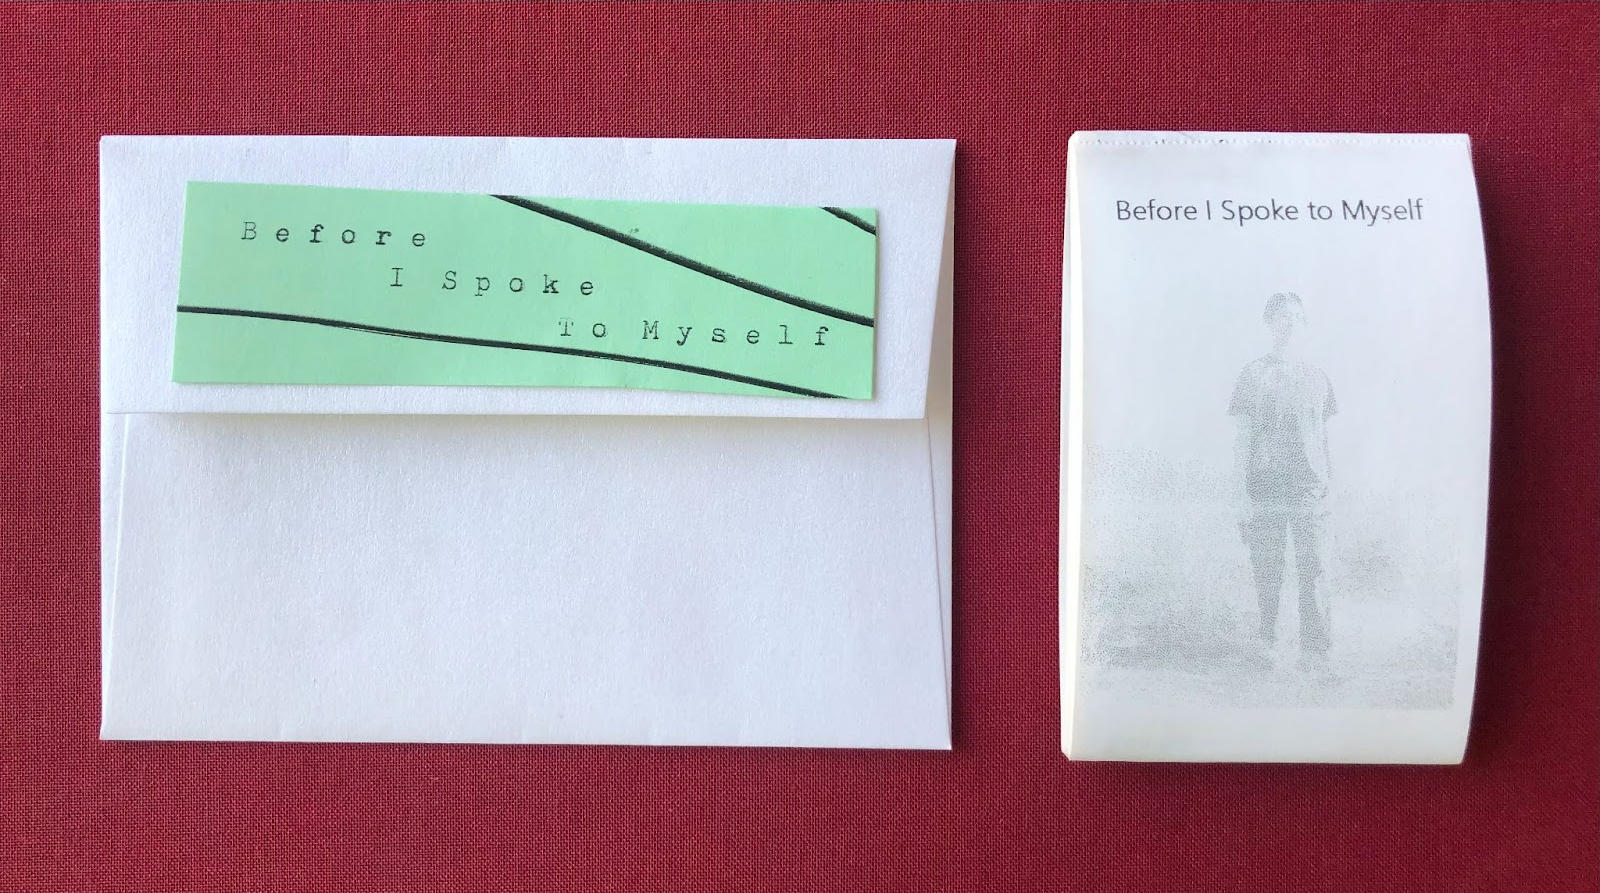 Before
I Spoke
To Myself
Before I Spoke to Myself